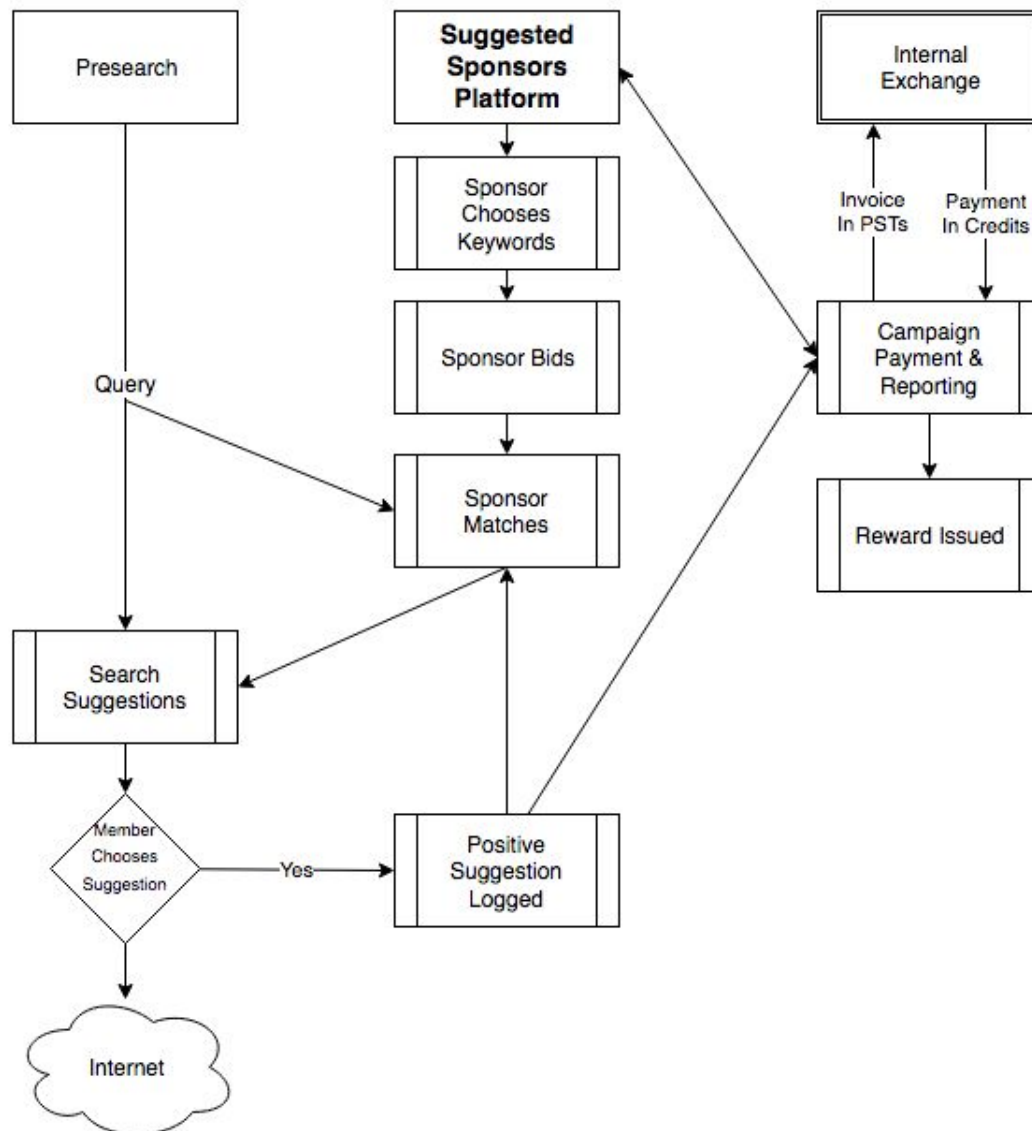 Presearch
Suggested
Sponsors
Platform
Internal
Exchange
Sponsor
Chooses
Keywords
Invoice
In PSTs
Payment
In Credits
Sponsor Bids
Campaign
Payment &
Reporting
Query
Sponsor
Matches
Reward Issued
Search
Suggestions
Member
Chooses
Suggestion
Yes
Positive
Suggestion
Logged
Internet